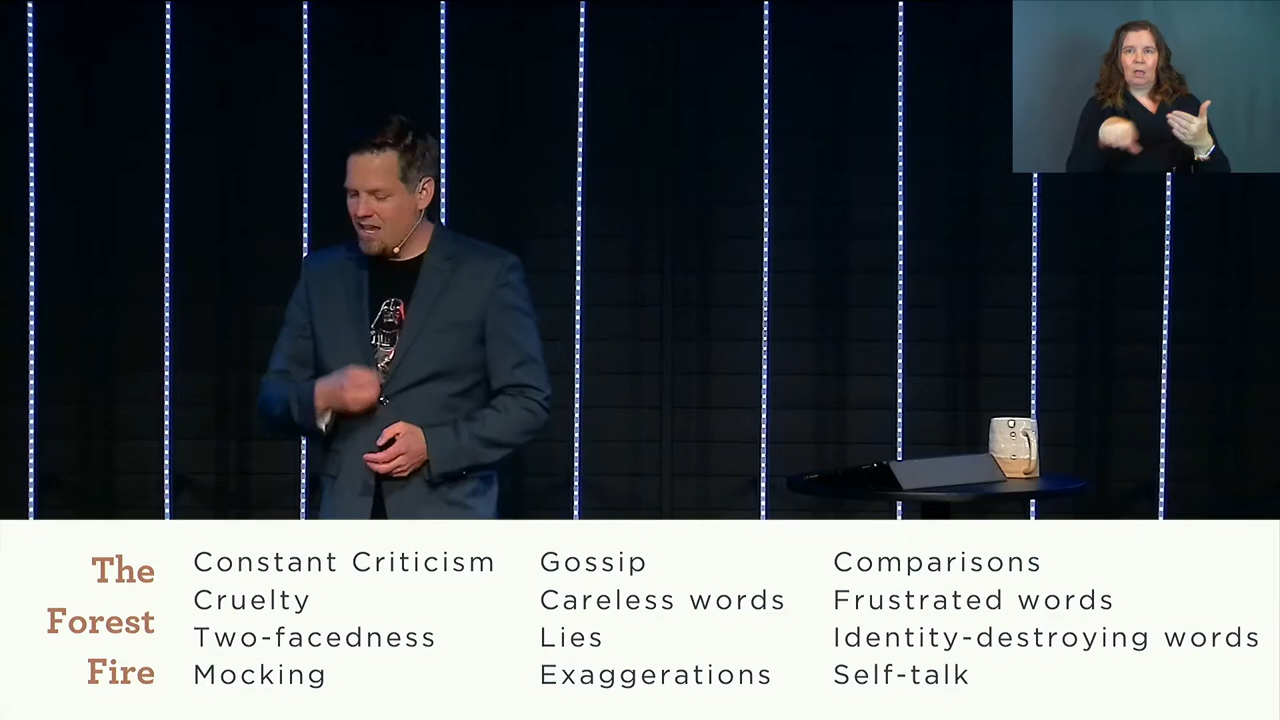 The
Forest
Fire
Constant Criticism
Cruelty
Two-facedness
Mocking
Gossip
Careless words
Lies
Exaggerations
Comparisons
Frustrated words
Identity-destroying words
Self-talk